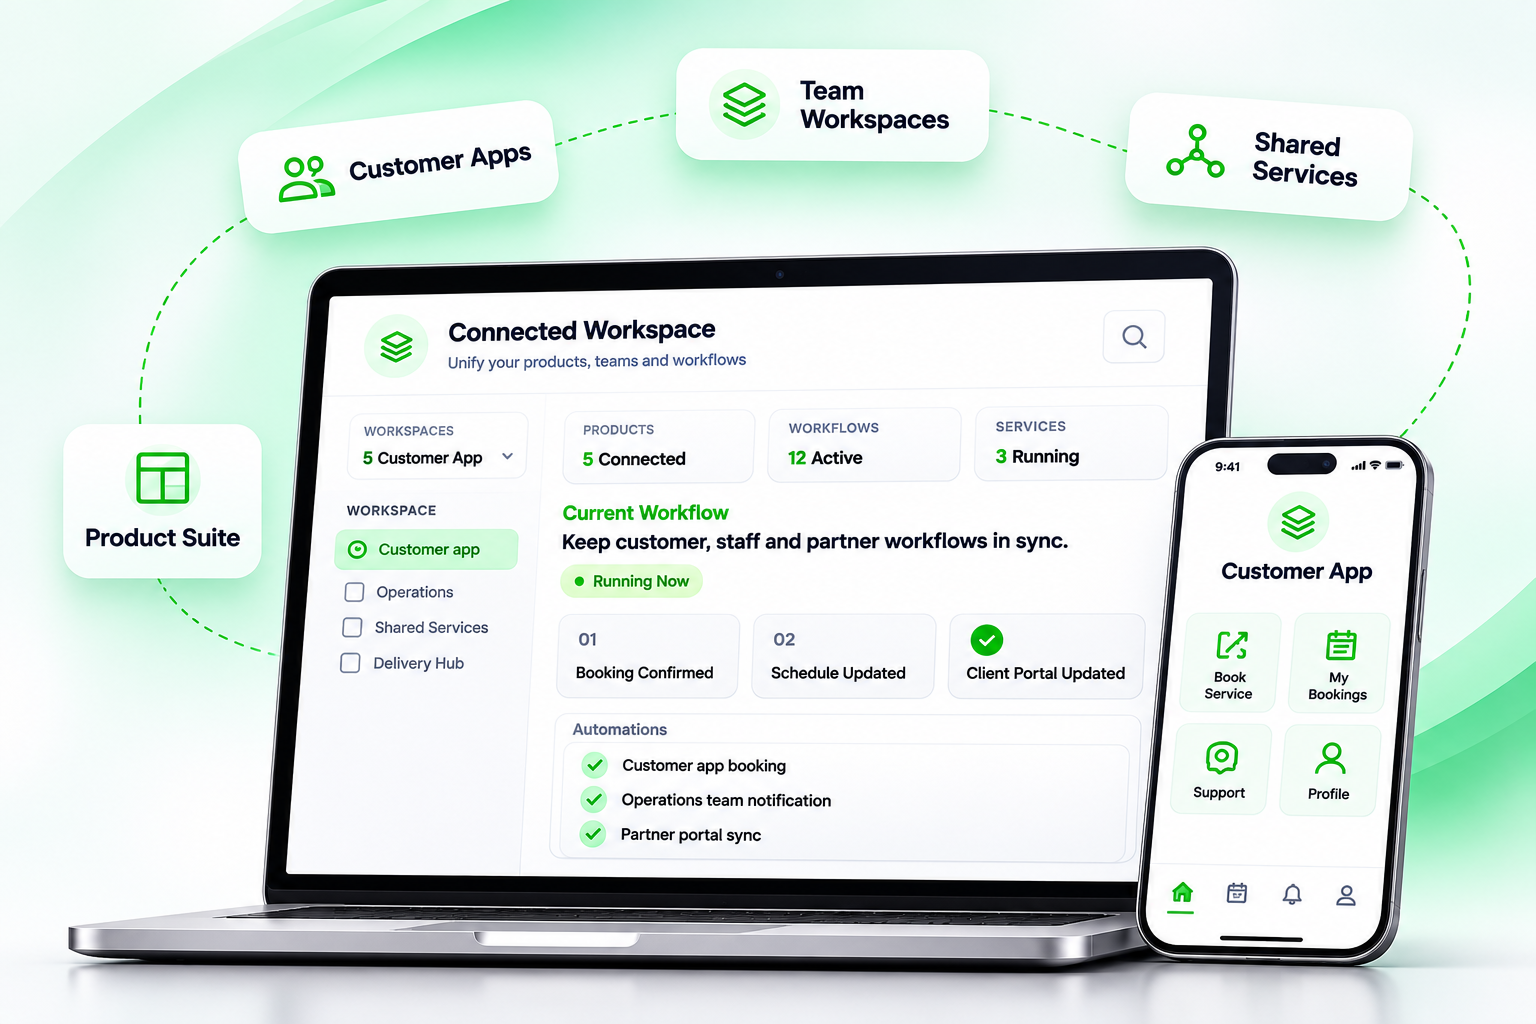 Team
Workspaces
Customer Apps
Shared
Services
Product Suite
Connected Workspace
Unify your products, teams and workflows
WORKSPACES
5 Customer App
PRODUCTS
5 Connected
WORKFLOWS
12 Active
SERVICES
3 Running
WORKSPACE
Customer app
Operations
Shared Services
Delivery Hub
Current Workflow
Keep customer, staff and partner workflows in sync.
Running Now
01
Booking Confirmed
02
Schedule Updated
Client Portal Updated
Automations
Customer app booking
Operations team notification
Partner portal sync
9:41
Customer App
Book
Service
My
Bookings
Support
Profile